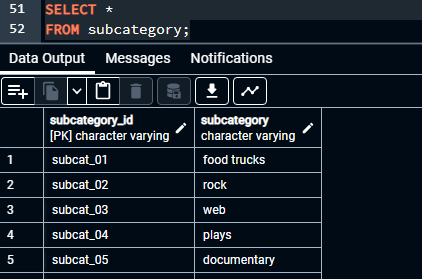 51 SELECT *
52 FROM subcategory;
Data Output Messages Notifications
subcategory_id subcategory
[PK] character varying character varying
1 subcat_01 food trucks
2 subcat_02 rock
3 subcat_03 web
4 subcat_04 plays
5 subcat_05 documentary